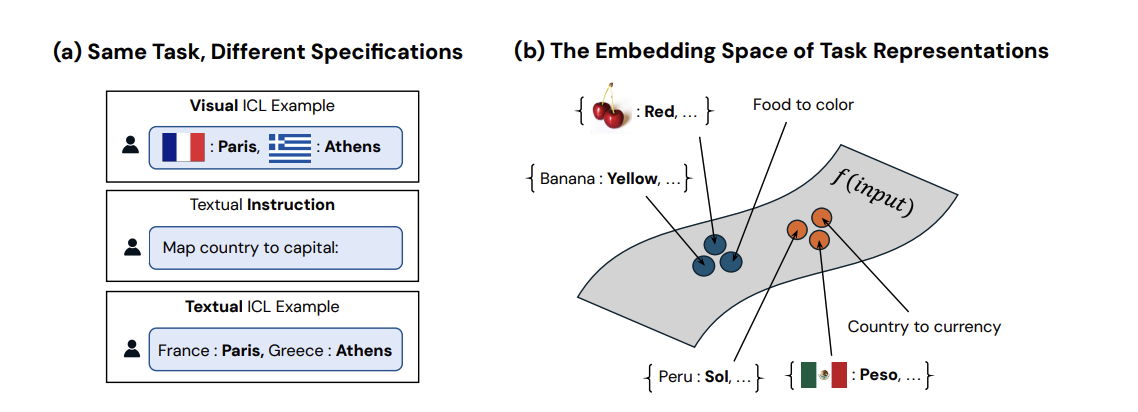 (a) Same Task, Different Specifications
Visual ICL Example
: Paris, : Athens
Textual Instruction
Map country to capital:
Textual ICL Example
France : Paris, Greece : Athens
(b) The Embedding Space of Task Representations
{ : Red, ... }
Food to color
{ Banana : Yellow, ... }
f(input)
Country to currency
{ Peru : Sol, ... }
{ : Peso, ... }